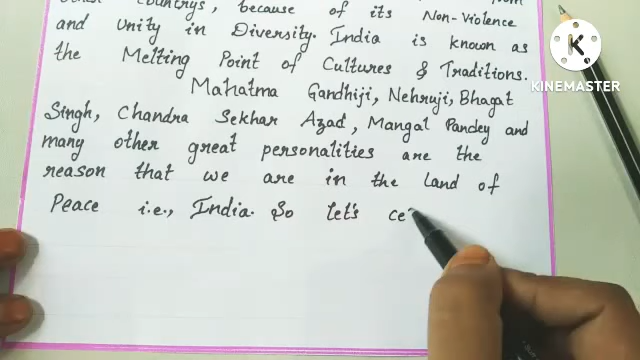 countrys, because of its Non-Violence
and Unity in Diversity. India is known as
the Melting Point of Cultures & Traditions.
Mahatma Gandhiji, Nehruji, Bhagat
Singh, Chandra Sekhar Azad, Mangal Pandey and
many other great personalities are the
reason that we are in the land of
Peace i.e., India. So let's ce
K
KINEMASTER